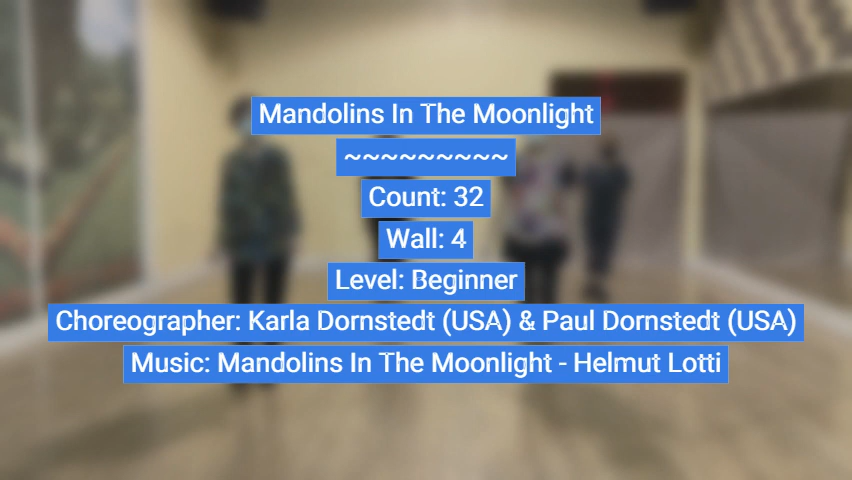 Mandolins In The Moonlight
~~~~~~~~~
Count: 32
Wall: 4
Level: Beginner
Choreographer: Karla Dornstedt (USA) & Paul Dornstedt (USA)
Music: Mandolins In The Moonlight - Helmut Lotti